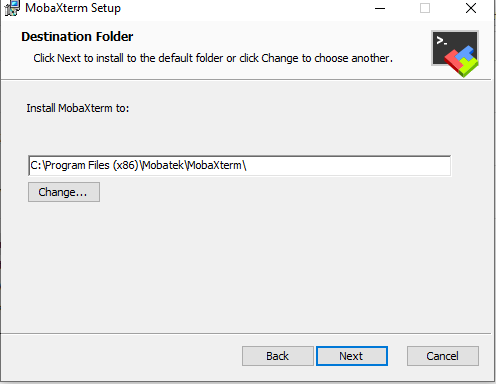 MobaXterm Setup
Destination Folder
Click Next to install to the default folder or click Change to choose another.
>.
Install MobaXterm to:
C:\Program Files (x86)\Mobatek\MobaXterm\
Change...
Back
Next
Cancel